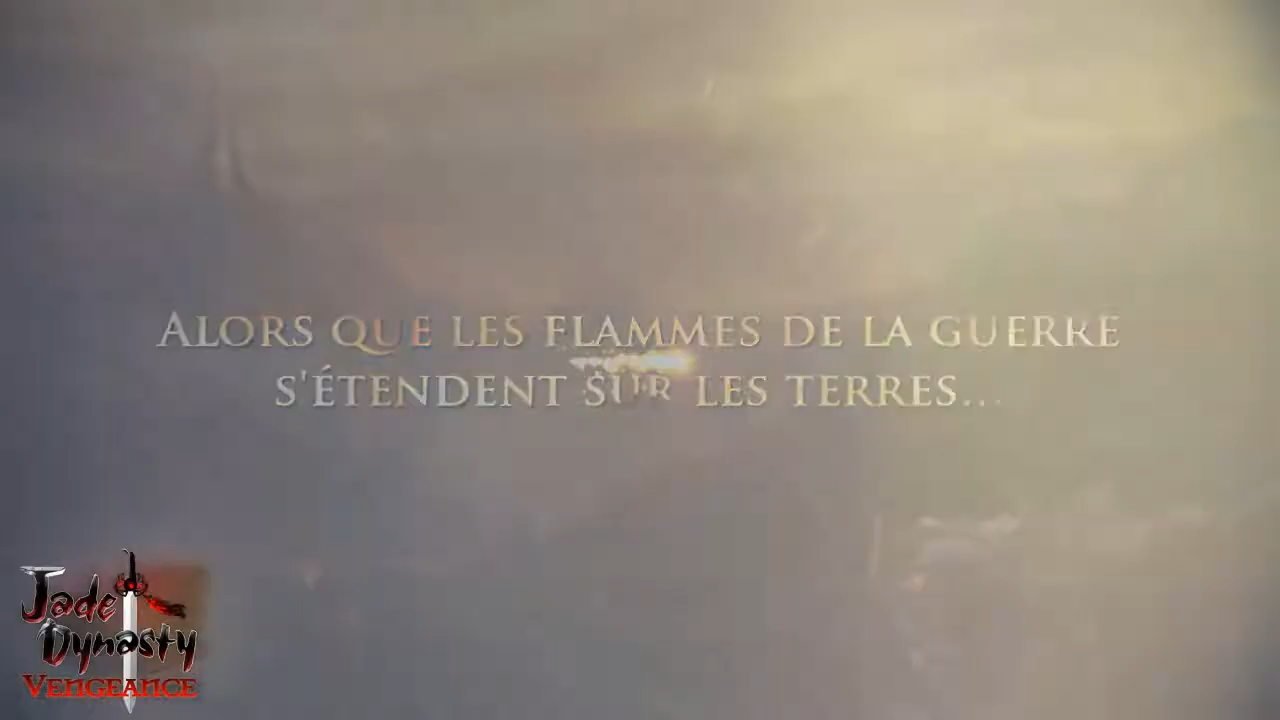 Alors que les flammes de la guerre
s'étendent sur les terres...
Jade
Dynasty
Vengeance